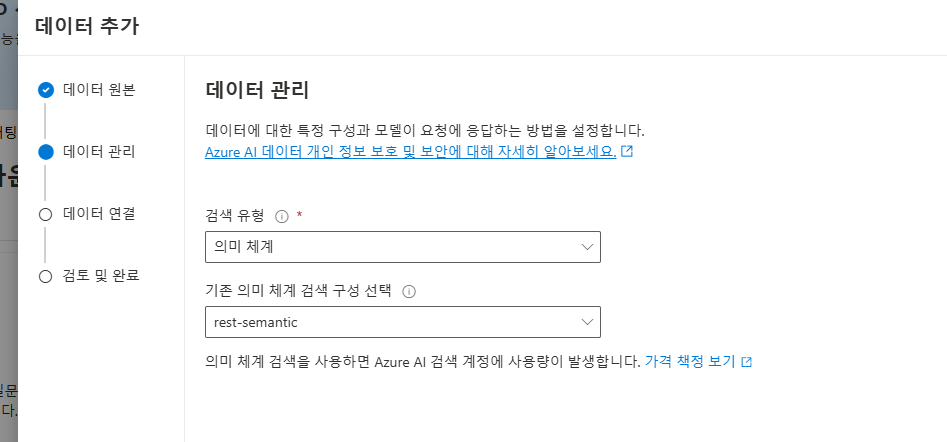 데이터 추가
데이터 원본
데이터 관리
데이터 연결
검토 및 완료
데이터 관리
데이터에 대한 특정 구성과 모델이 요청에 응답하는 방법을 설정합니다.
Azure AI 데이터 개인 정보 보호 및 보안에 대해 자세히 알아보세요.
검색 유형 *
의미 체계
기존 의미 체계 검색 구성 선택
rest-semantic
의미 체계 검색을 사용하면 Azure AI 검색 계정에 사용량이 발생합니다. 가격 책정 보기